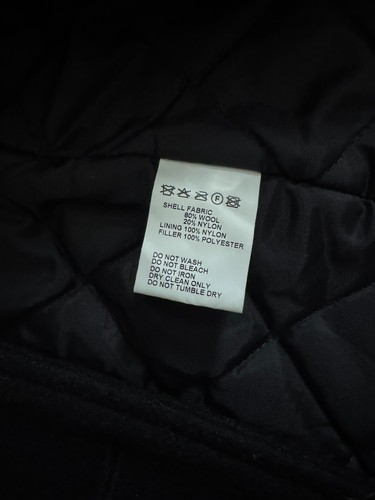 F
SHELL FABRIC
80% WOOL
20% NYLON
LINING 100% NYLON
FILLER 100% POLYESTER
DO NOT WASH
DO NOT BLEACH
DO NOT IRON
DRY CLEAN ONLY
DO NOT TUMBLE DRY